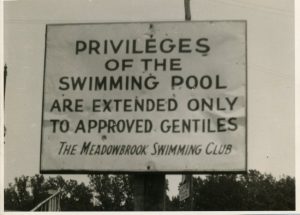 PRIVILEGES
OF THE
SWIMMING POOL
ARE EXTENDED ONLY
TO APPROVED GENTILES
THE MEADOWBROOK SWIMMING CLUB